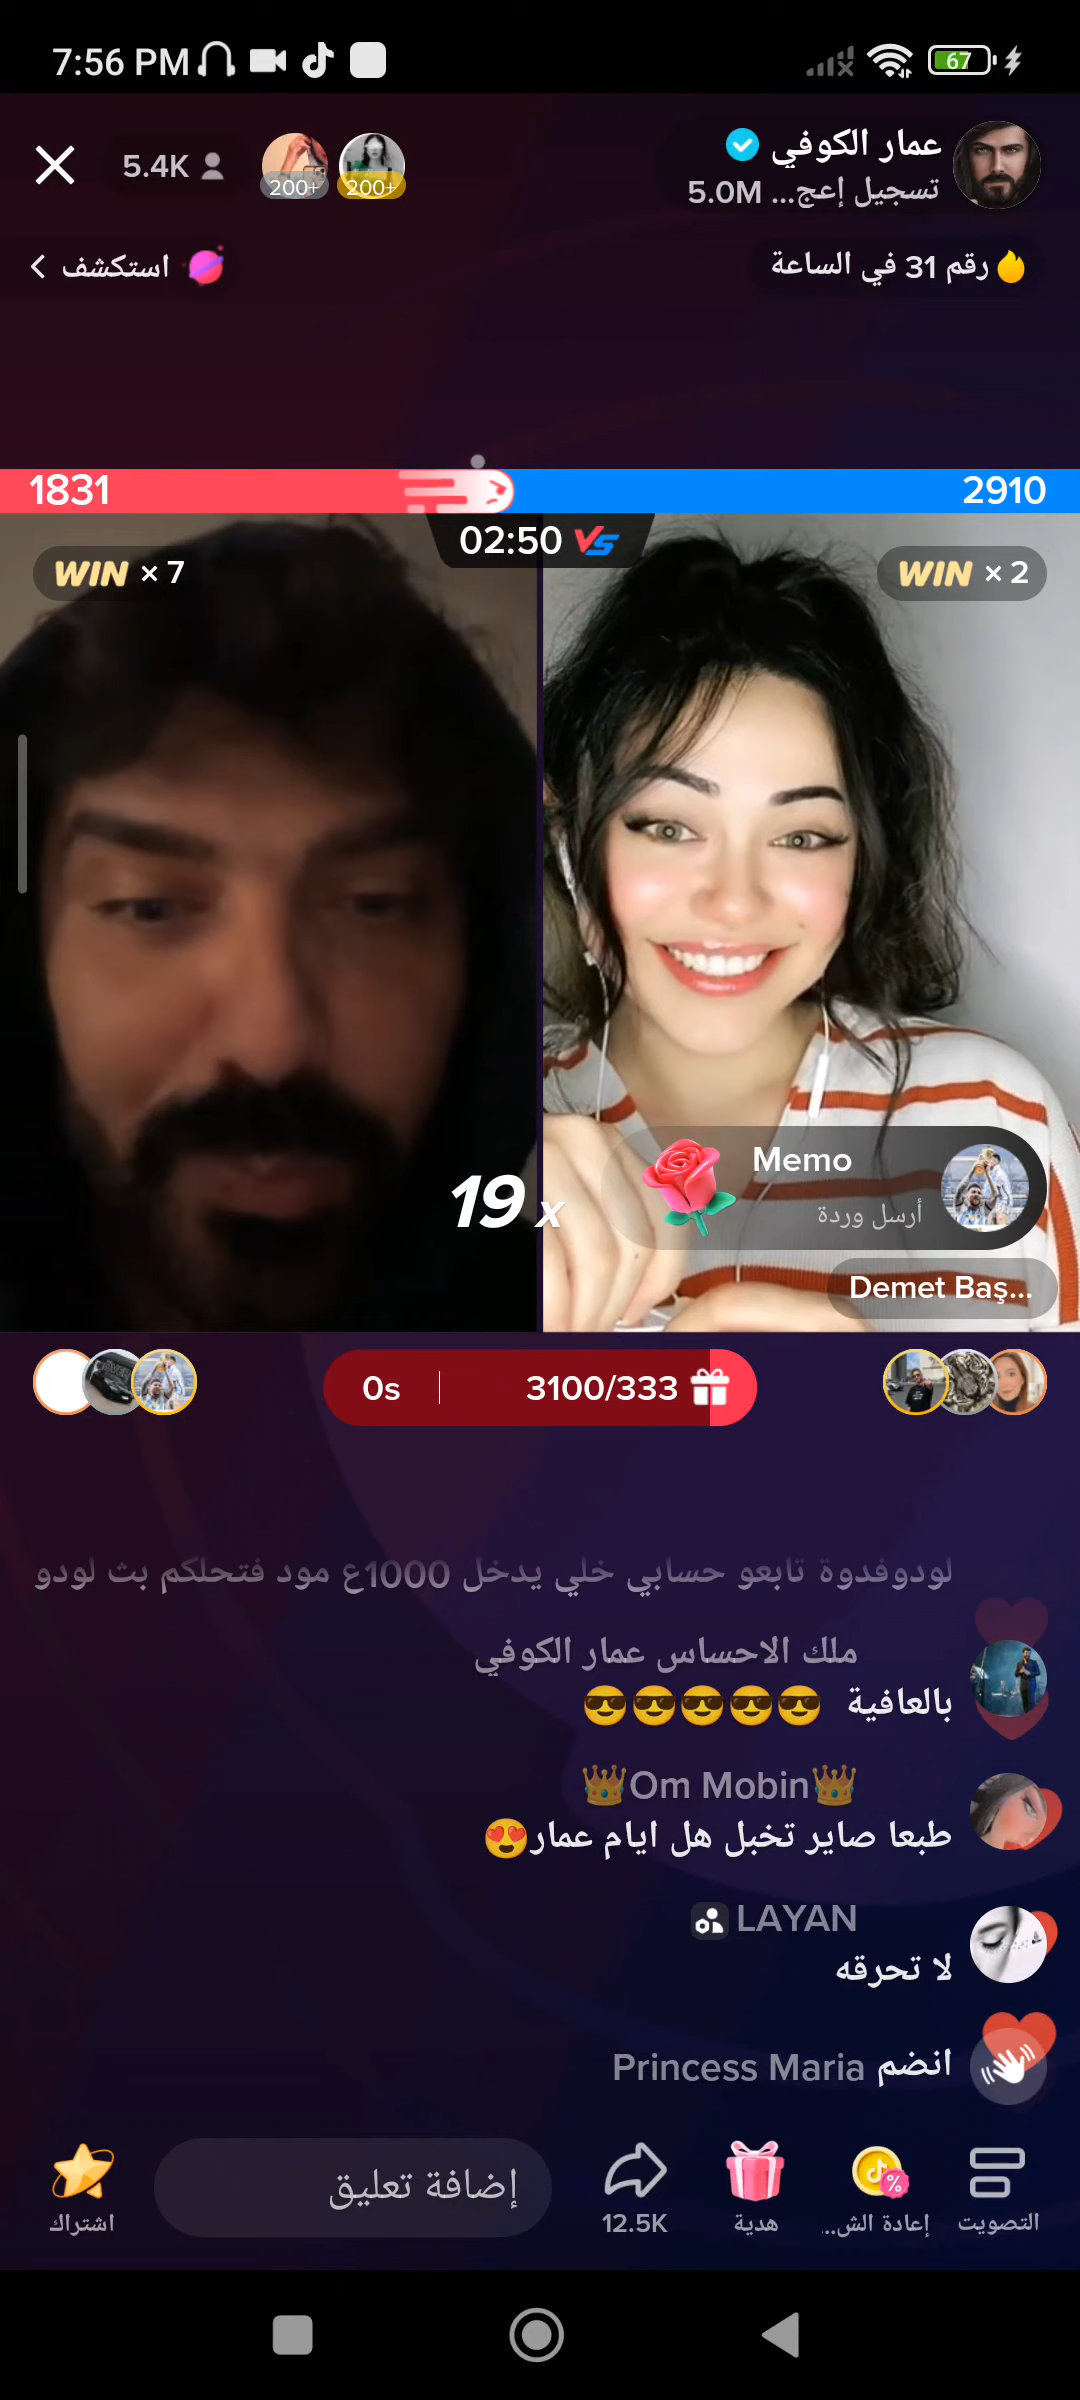 7:56 PM
67
عمار الكوفي
5.0M تسجيل إعج...
5.4K
200+
200+
رقم 31 في الساعة
استكشف
1831
2910
02:50 VS
WIN × 7
WIN × 2
Memo
أرسل وردة
19 x
Demet Baş...
0s
3100/333
لودوفدوة تابعو حسابي خلي يدخل 1000ع مود فتحلكم بث لودو
ملك الاحساس عمار الكوفي
بالعافية 😎😎😎😎😎
👑Om Mobin👑
طبعا صاير تخبل هل ايام عمار😍
LAYAN
لا تحرقه
Princess Maria انضم
التصويت
إعادة الش...
هدية
12.5K
إضافة تعليق
اشتراك